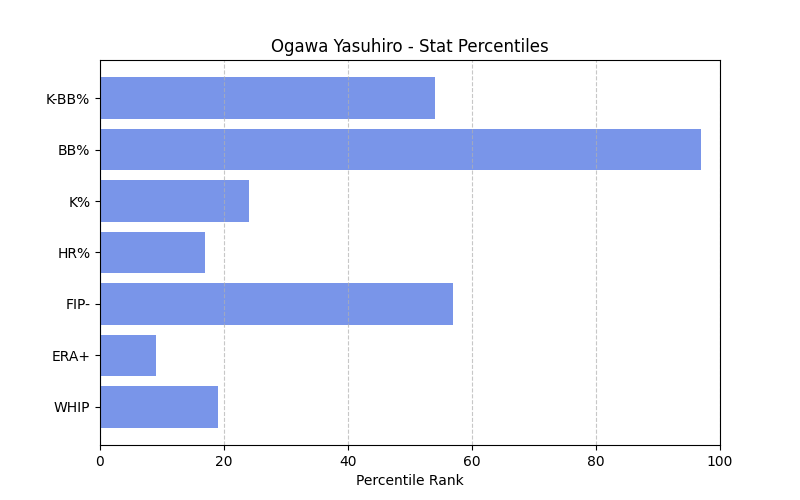 Ogawa Yasuhiro - Stat Percentiles
K-BB%
BB%
K%
HR%
FIP-
ERA+
WHIP
0 20 40 60 80 100
Percentile Rank